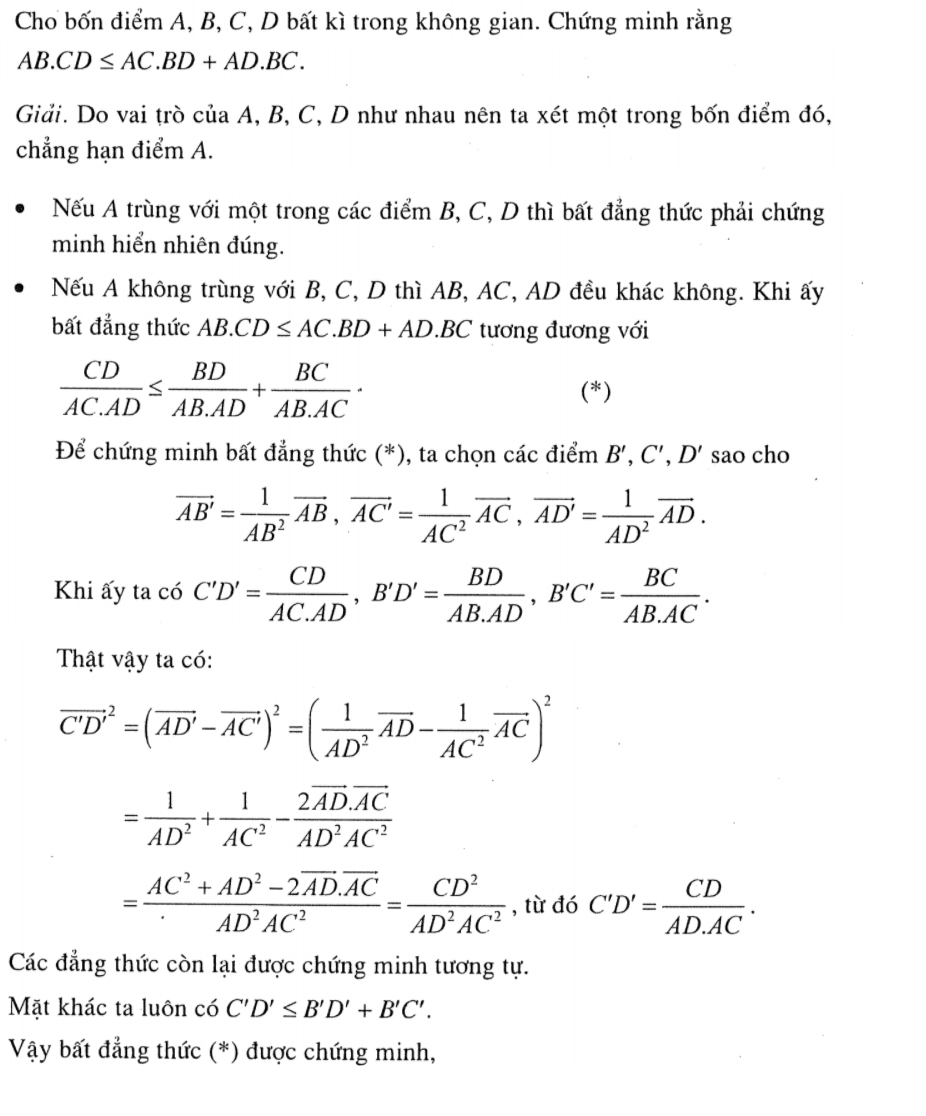 Cho bốn điểm A, B, C, D bất kì trong không gian. Chứng minh rằng
AB.CD ≤ AC.BD + AD.BC.
Giải. Do vai trò của A, B, C, D như nhau nên ta xét một trong bốn điểm đó,
chẳng hạn điểm A.
• Nếu A trùng với một trong các điểm B, C, D thì bất đẳng thức phải chứng
minh hiển nhiên đúng.
• Nếu A không trùng với B, C, D thì AB, AC, AD đều khác không. Khi ấy
bất đẳng thức AB.CD ≤ AC.BD + AD.BC tương đương với
\frac{CD}{AC.AD} ≤ \frac{BD}{AB.AD} + \frac{BC}{AB.AC}. (*)
Để chứng minh bất đẳng thức (*), ta chọn các điểm B', C', D' sao cho
\overrightarrow{AB'} = \frac{1}{AB^2} \overrightarrow{AB}, \overrightarrow{AC'} = \frac{1}{AC^2} \overrightarrow{AC}, \overrightarrow{AD'} = \frac{1}{AD^2} \overrightarrow{AD}.
Khi ấy ta có C'D' = \frac{CD}{AC.AD}, B'D' = \frac{BD}{AB.AD}, B'C' = \frac{BC}{AB.AC}.
Thật vậy ta có:
\overrightarrow{C'D'}^2 = (\overrightarrow{AD'} - \overrightarrow{AC'})^2 = (\frac{1}{AD^2} \overrightarrow{AD} - \frac{1}{AC^2} \overrightarrow{AC})^2
= \frac{1}{AD^2} + \frac{1}{AC^2} - \frac{2\overrightarrow{AD}.\overrightarrow{AC}}{AD^2 AC^2}
= \frac{AC^2 + AD^2 - 2\overrightarrow{AD}.\overrightarrow{AC}}{AD^2 AC^2} = \frac{CD^2}{AD^2 AC^2}, từ đó C'D' = \frac{CD}{AD.AC}.
Các đẳng thức còn lại được chứng minh tương tự.
Mặt khác ta luôn có C'D' ≤ B'D' + B'C'.
Vậy bất đẳng thức (*) được chứng minh,